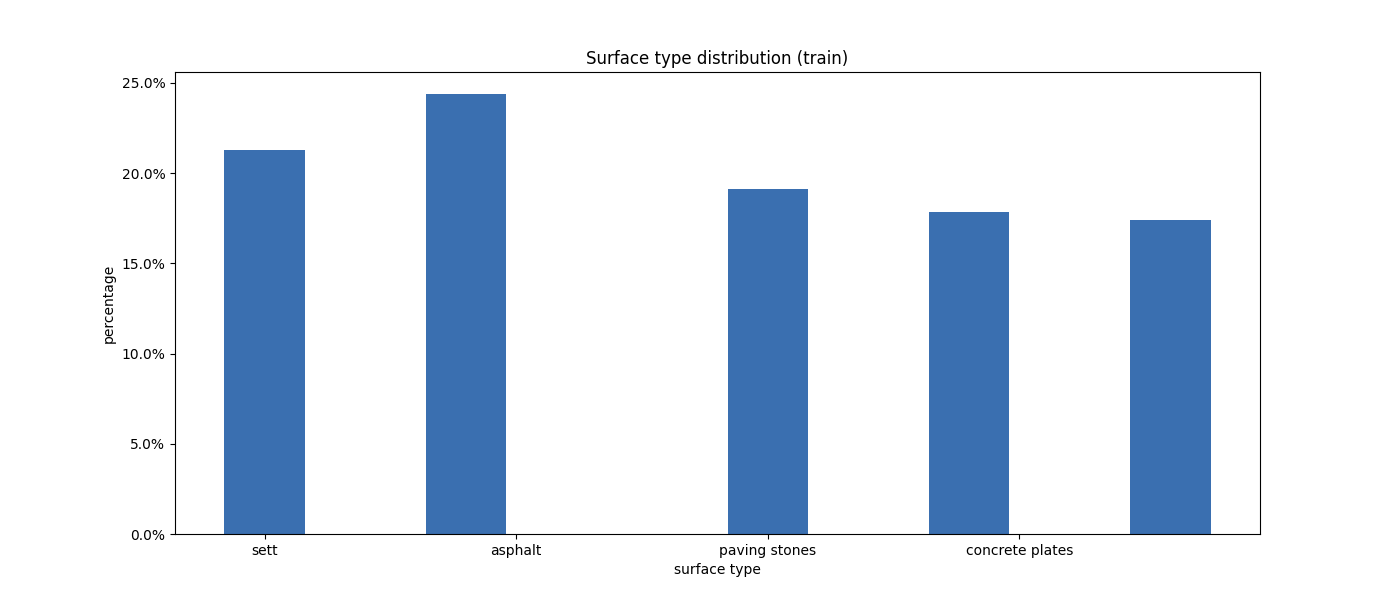 Surface type distribution (train)
25.0%
20.0%
15.0%
10.0%
5.0%
0.0%
percentage
sett asphalt paving stones concrete plates
surface type